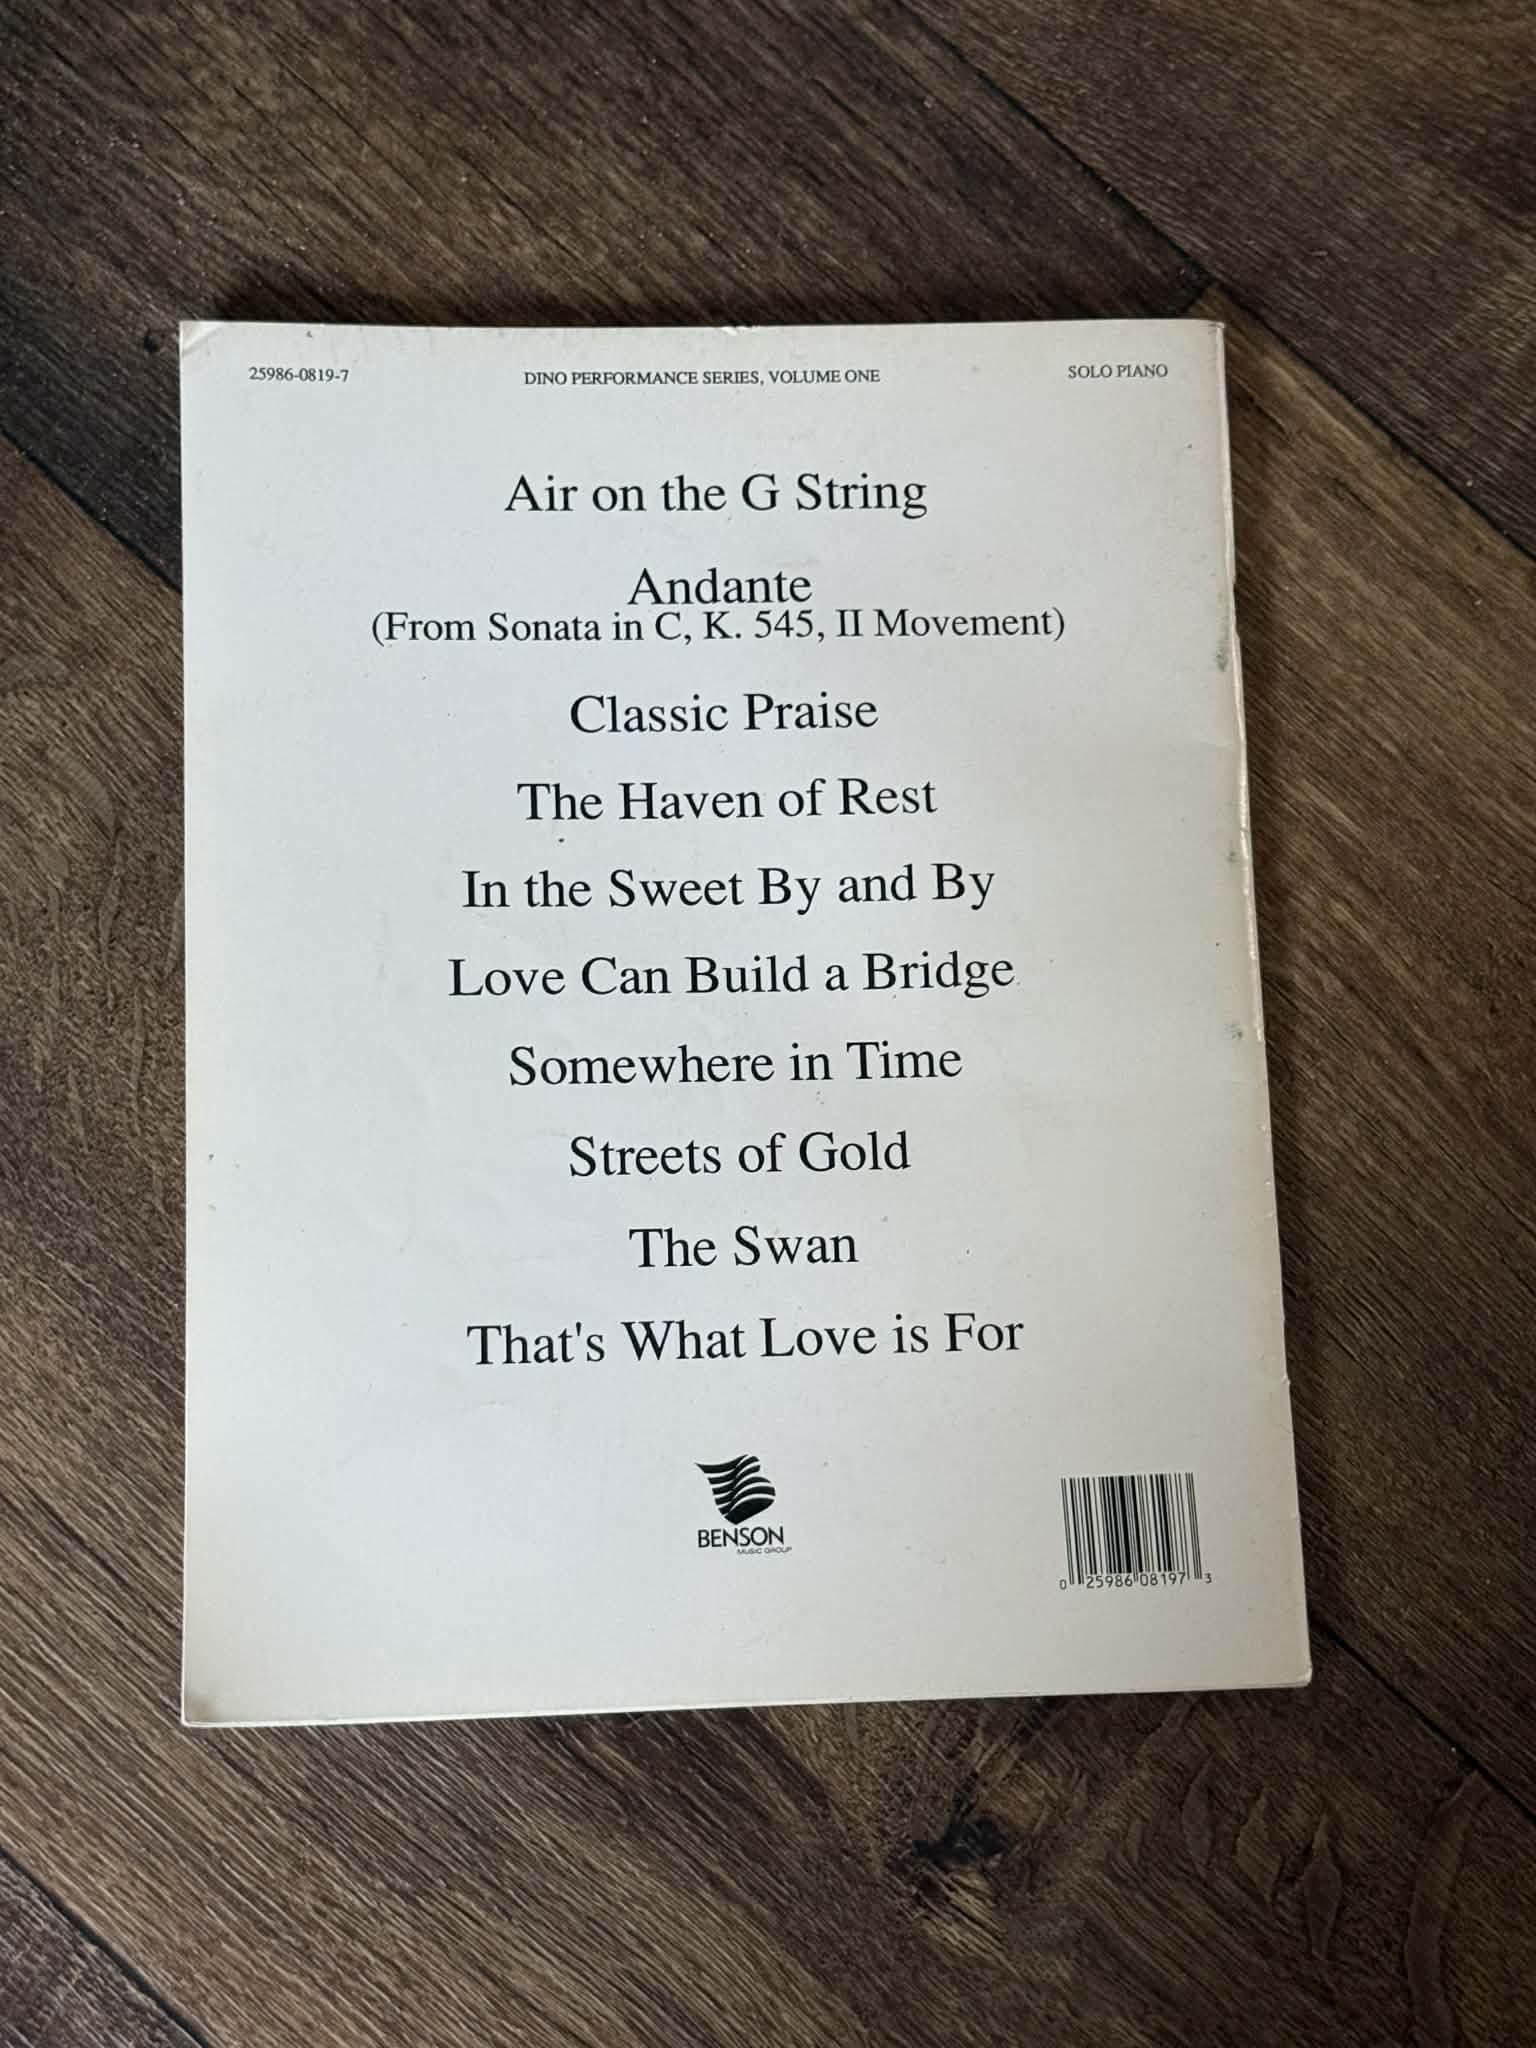 25986-0819-7 DINO PERFORMANCE SERIES, VOLUME ONE SOLO PIANO
Air on the G String
Andante
(From Sonata in C, K. 545, II Movement)
Classic Praise
The Haven of Rest
In the Sweet By and By
Love Can Build a Bridge
Somewhere in Time
Streets of Gold
The Swan
That's What Love is For
BENSON
MUSIC GROUP
0 25986 08197 3